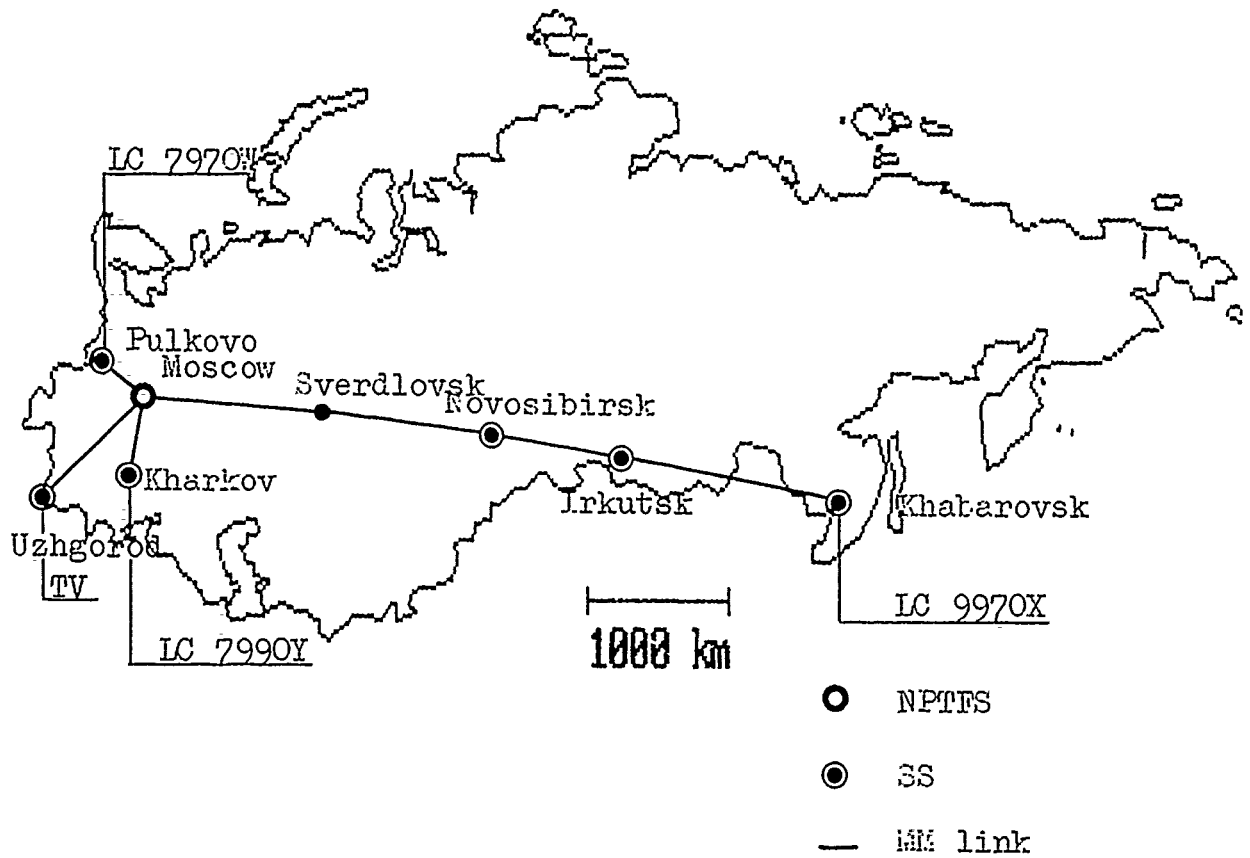 LC 7970W
Pulkovo
Moscow
Sverdlovsk
Novosibirsk
Kharkov
Irkutsk
Khabarovsk
Uzhgorod
TV
LC 9970X
1000 km
LC 7990Y
NPTFS
SS
MM link